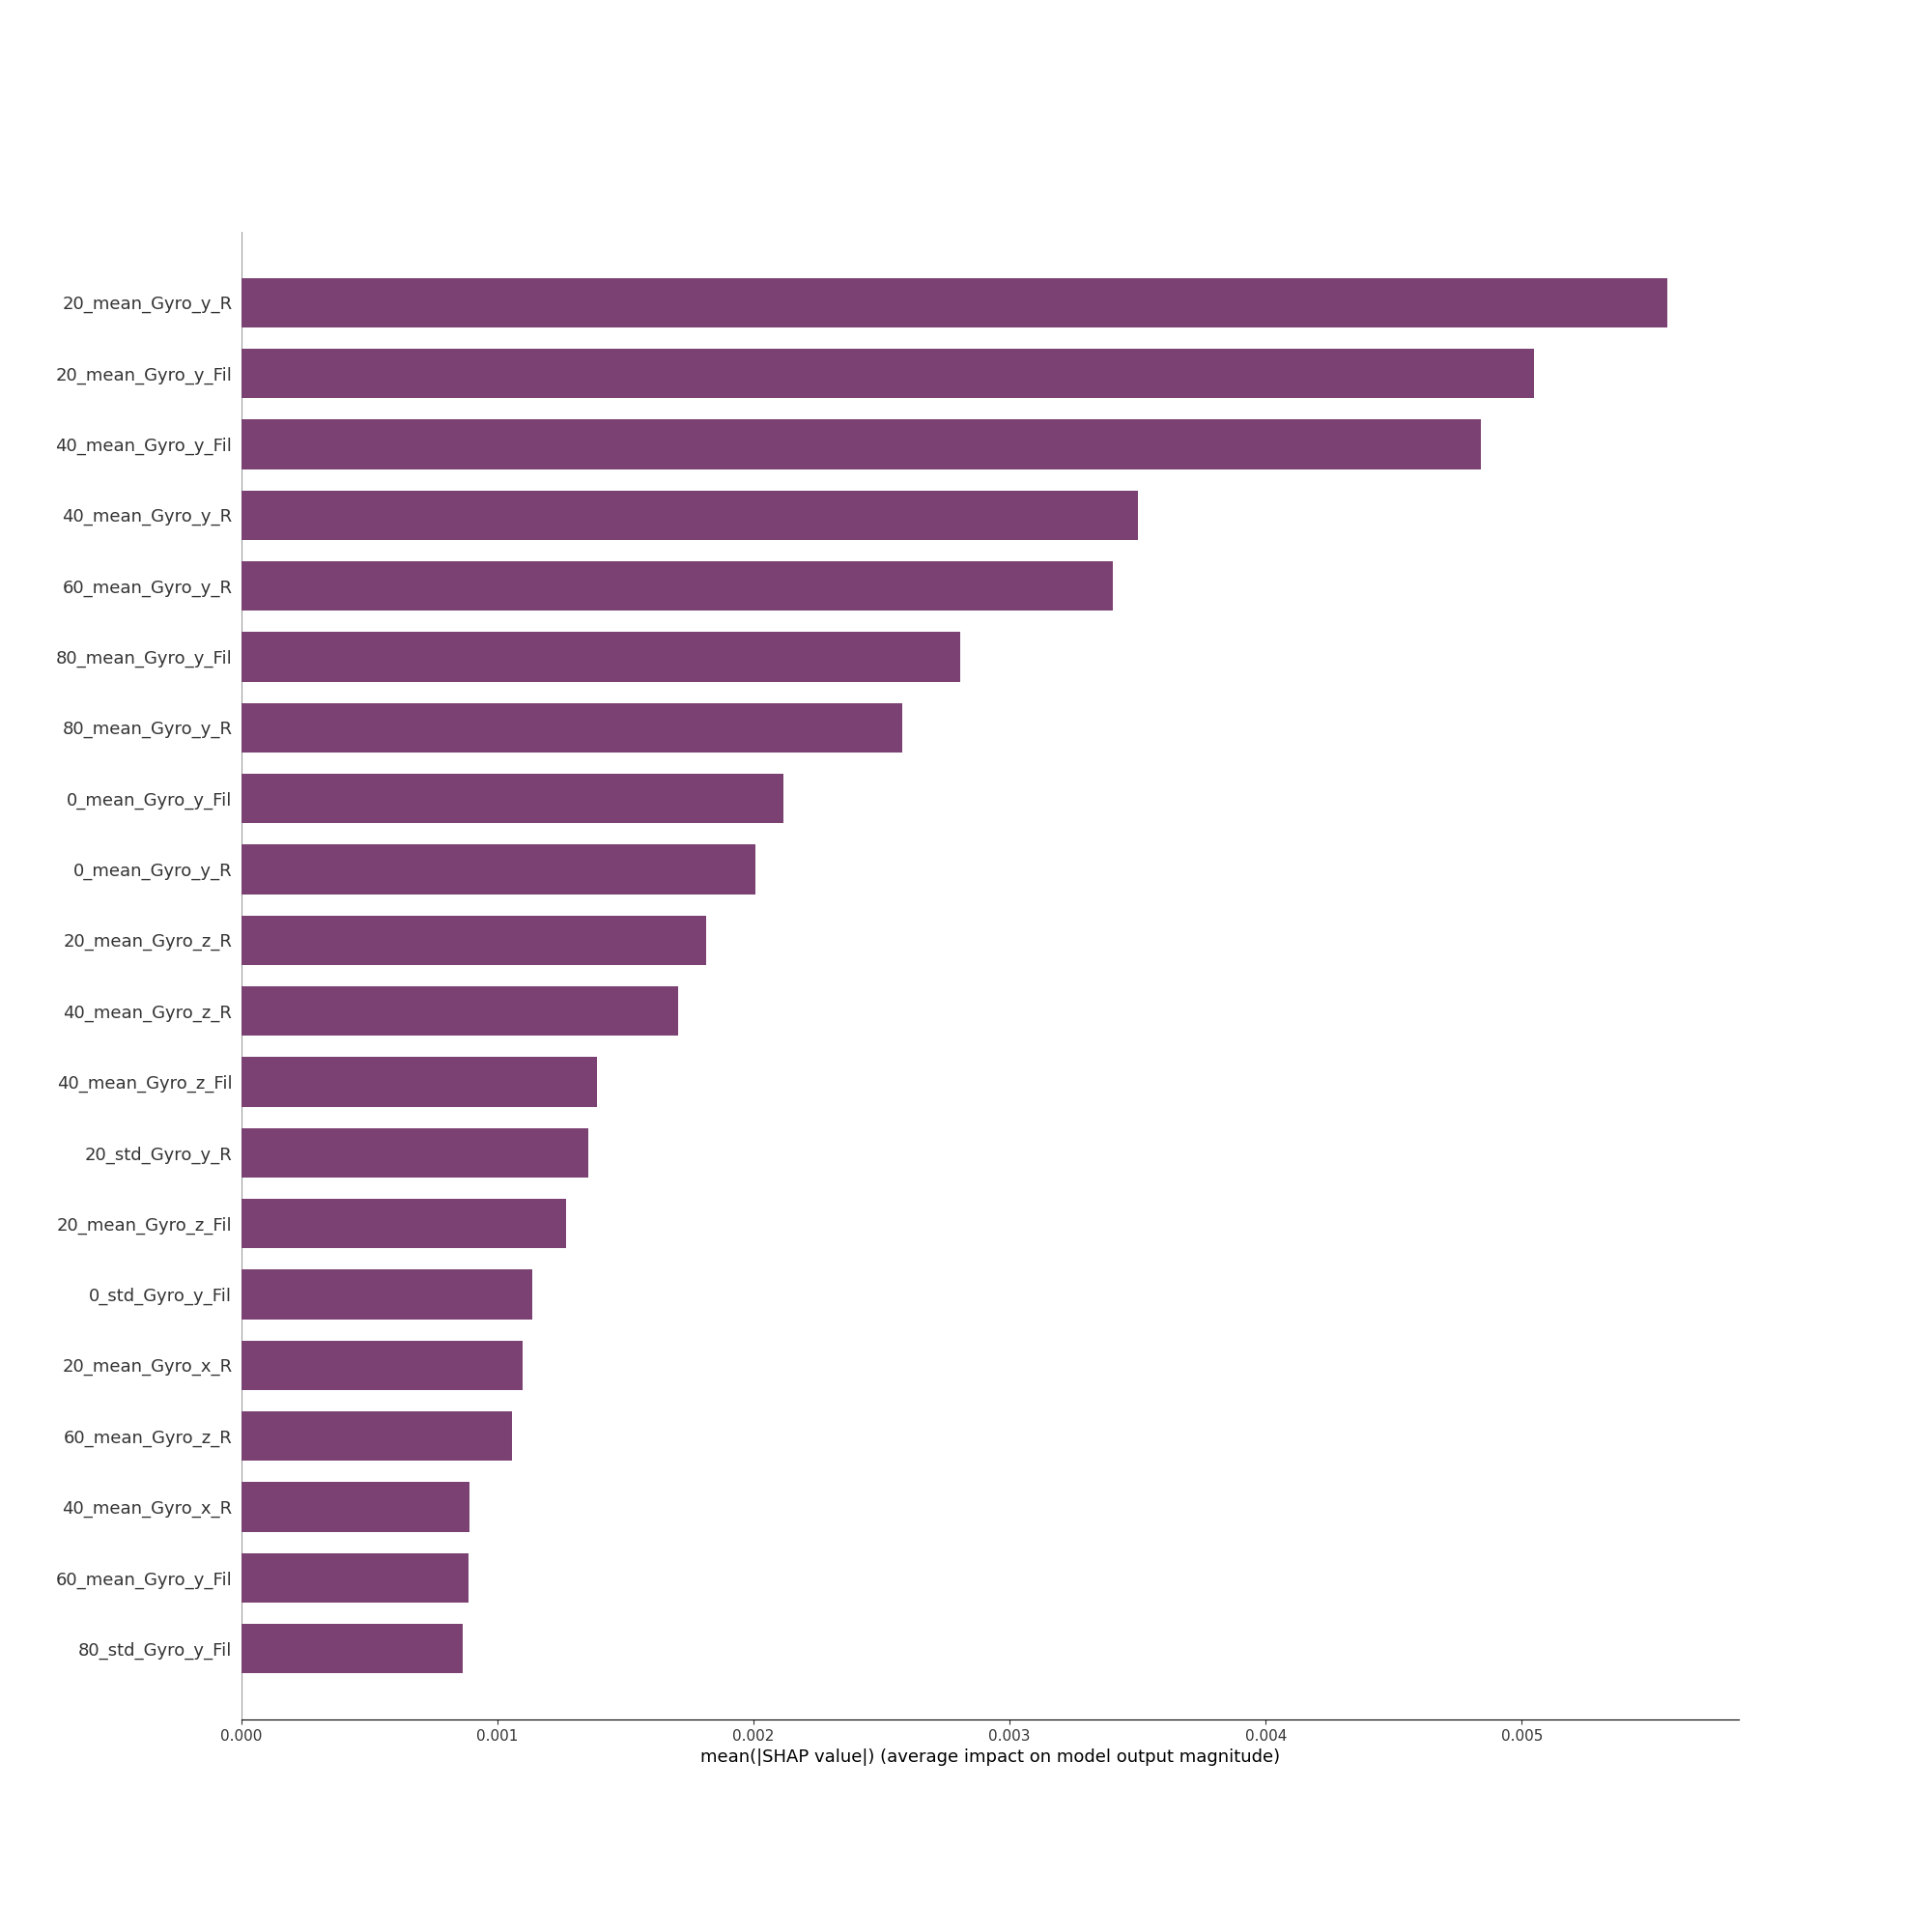 20_mean_Gyro_y_R
20_mean_Gyro_y_Fil
40_mean_Gyro_y_Fil
40_mean_Gyro_y_R
60_mean_Gyro_y_R
80_mean_Gyro_y_Fil
80_mean_Gyro_y_R
0_mean_Gyro_y_Fil
0_mean_Gyro_y_R
20_mean_Gyro_z_R
40_mean_Gyro_z_R
40_mean_Gyro_z_Fil
20_std_Gyro_y_R
20_mean_Gyro_z_Fil
0_std_Gyro_y_Fil
20_mean_Gyro_x_R
60_mean_Gyro_z_R
40_mean_Gyro_x_R
60_mean_Gyro_y_Fil
80_std_Gyro_y_Fil
0.000 0.001 0.002 0.003 0.004 0.005
mean(|SHAP value|) (average impact on model output magnitude)